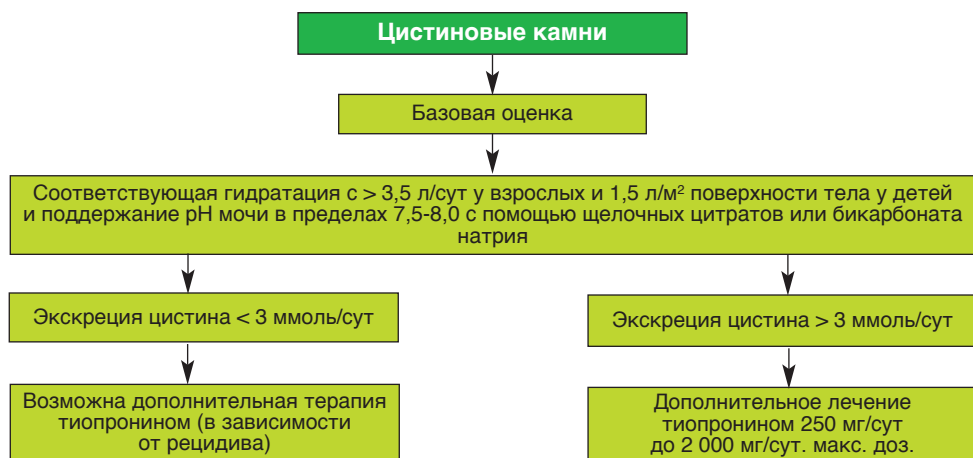 Цистиновые камни
Базовая оценка
Соответствующая гидратация с > 3,5 л/сут у взрослых и 1,5 л/м² поверхности тела у детей
и поддержание pH мочи в пределах 7,5-8,0 с помощью щелочных цитратов или бикарбоната
натрия
Экскреция цистина < 3 ммоль/сут
Экскреция цистина > 3 ммоль/сут
Возможна дополнительная терапия
тиопронином (в зависимости
от рецидива)
Дополнительное лечение
тиопронином 250 мг/сут
до 2 000 мг/сут. макс. доз.